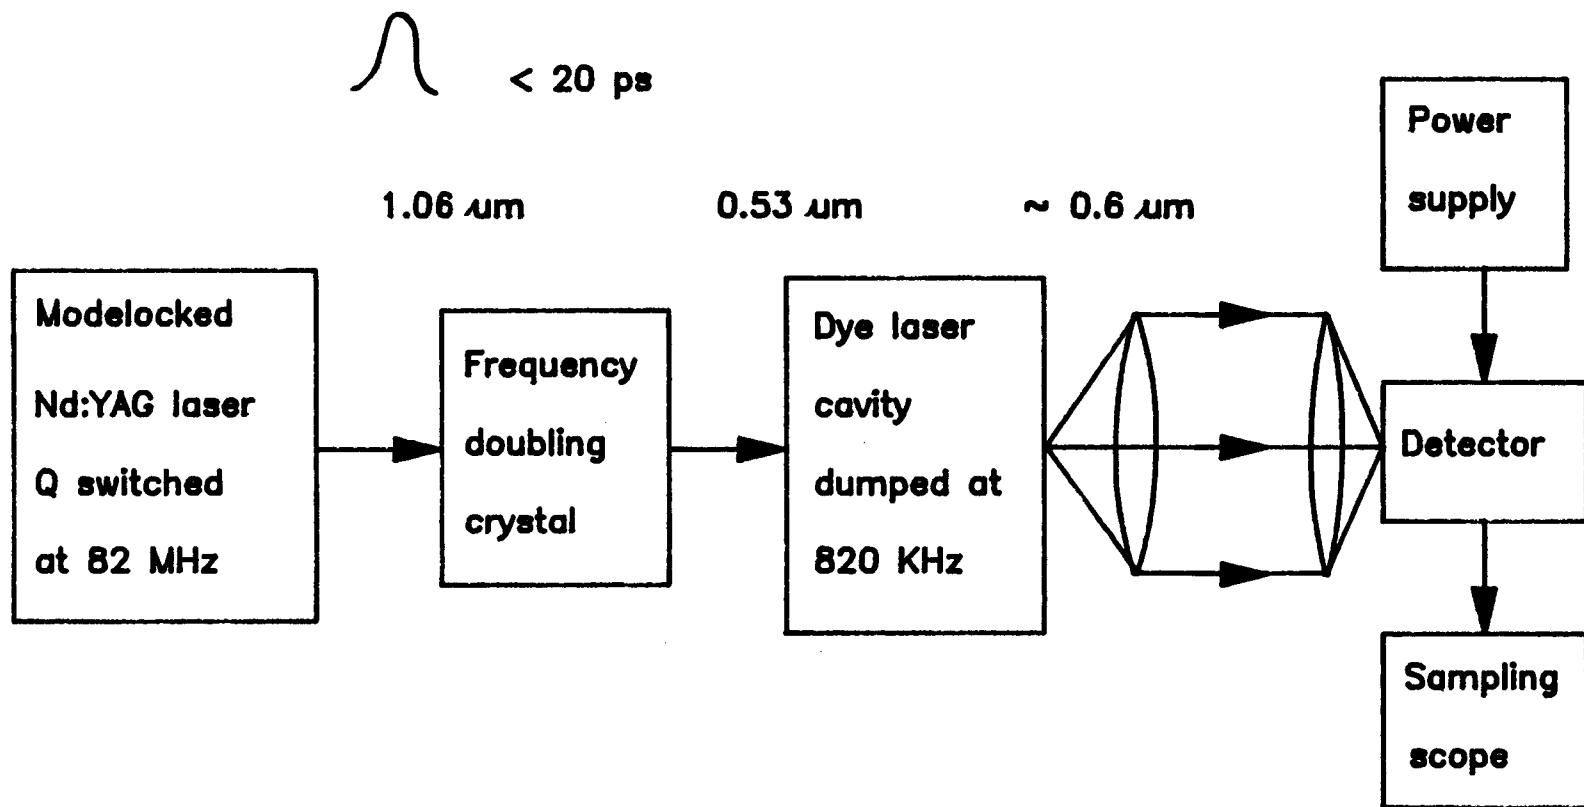 < 20 ps
1.06 µm
0.53 µm
~ 0.6 µm
Power
supply
Modelocked
Nd:YAG laser
Q switched
at 82 MHz
Frequency
doubling
crystal
Dye laser
cavity
dumped at
820 KHz
Detector
Sampling
scope